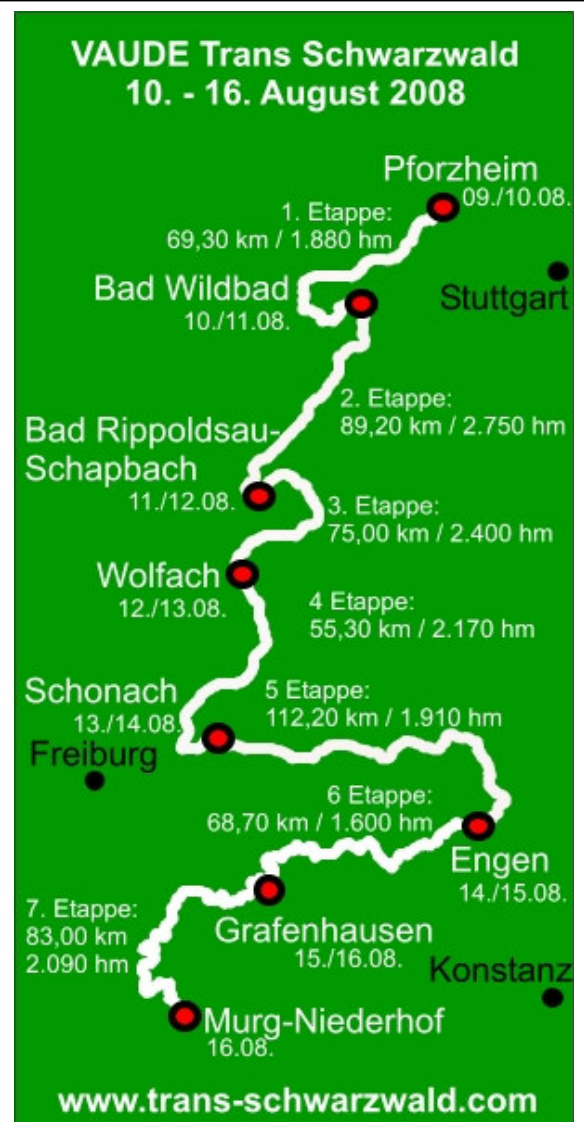 VAUDE Trans Schwarzwald
10. - 16. August 2008
Pforzheim
09./10.08.
1. Etappe:
69,30 km / 1.880 hm
Stuttgart
Bad Wildbad
10./11.08.
2. Etappe:
89,20 km / 2.750 hm
Bad Rippoldsau-
Schapbach
11./12.08.
3. Etappe:
75,00 km / 2.400 hm
Wolfach
12./13.08.
4 Etappe:
55,30 km / 2.170 hm
Schonach
13./14.08.
5 Etappe:
112,20 km / 1.910 hm
Freiburg
6 Etappe:
68,70 km / 1.600 hm
Engen
14./15.08.
7. Etappe:
83,00 km
2.090 hm
Grafenhausen
15./16.08.
Konstanz
Murg-Niederhof
16.08.
www.trans-schwarzwald.com